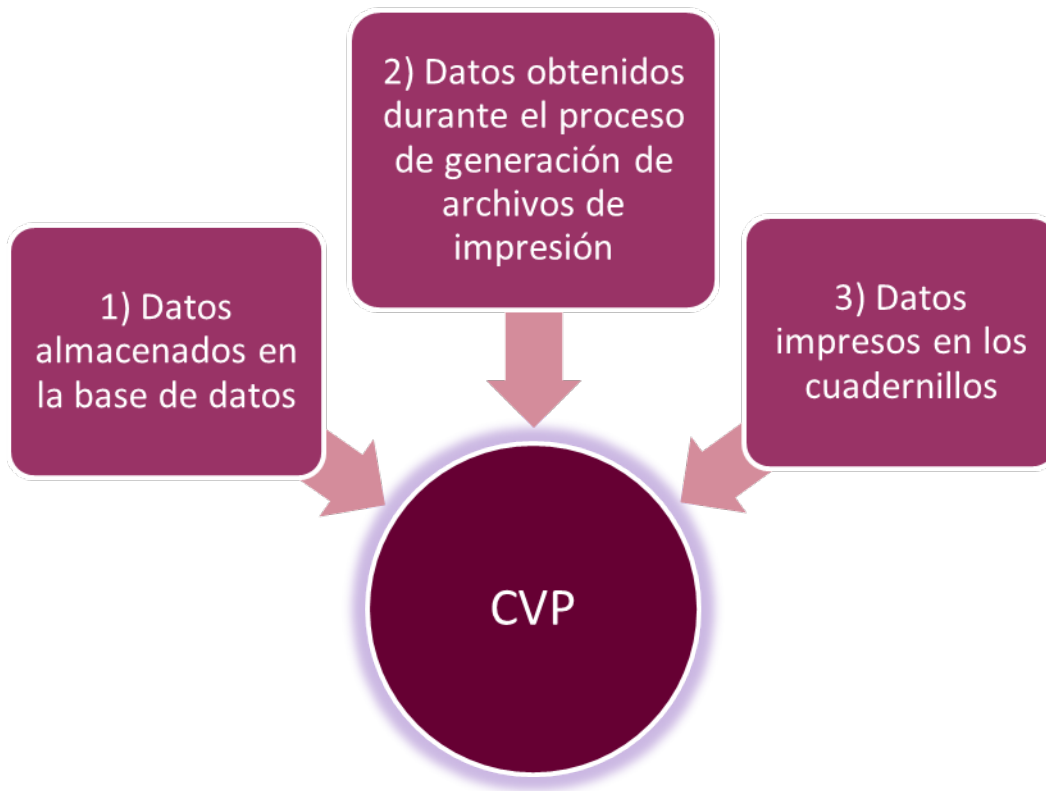 1) Datos
almacenados en
la base de datos
2) Datos obtenidos
durante el proceso
de generación de
archivos de
impresión
3) Datos
impresos en los
cuadernillos
CVP